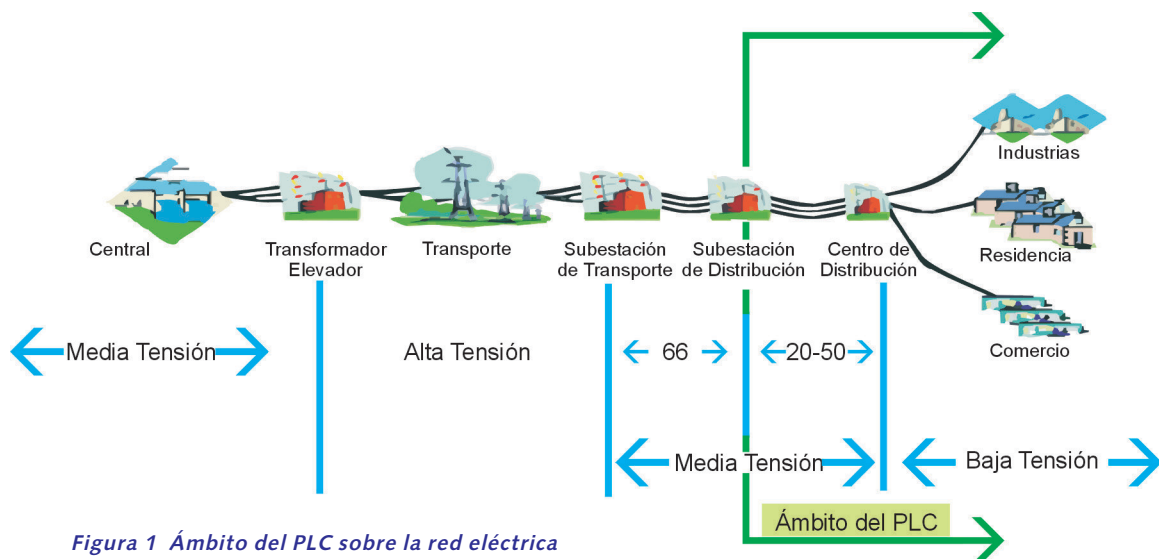 Industrias
Central
Transformador
Elevador
Transporte
Subestación
de Transporte
Subestación
de Distribución
Centro de
Distribución
Residencia
Comercio
Media Tensión
Alta Tensión
66
20-50
Media Tensión
Baja Tensión
Ámbito del PLC
Figura 1 Ámbito del PLC sobre la red eléctrica